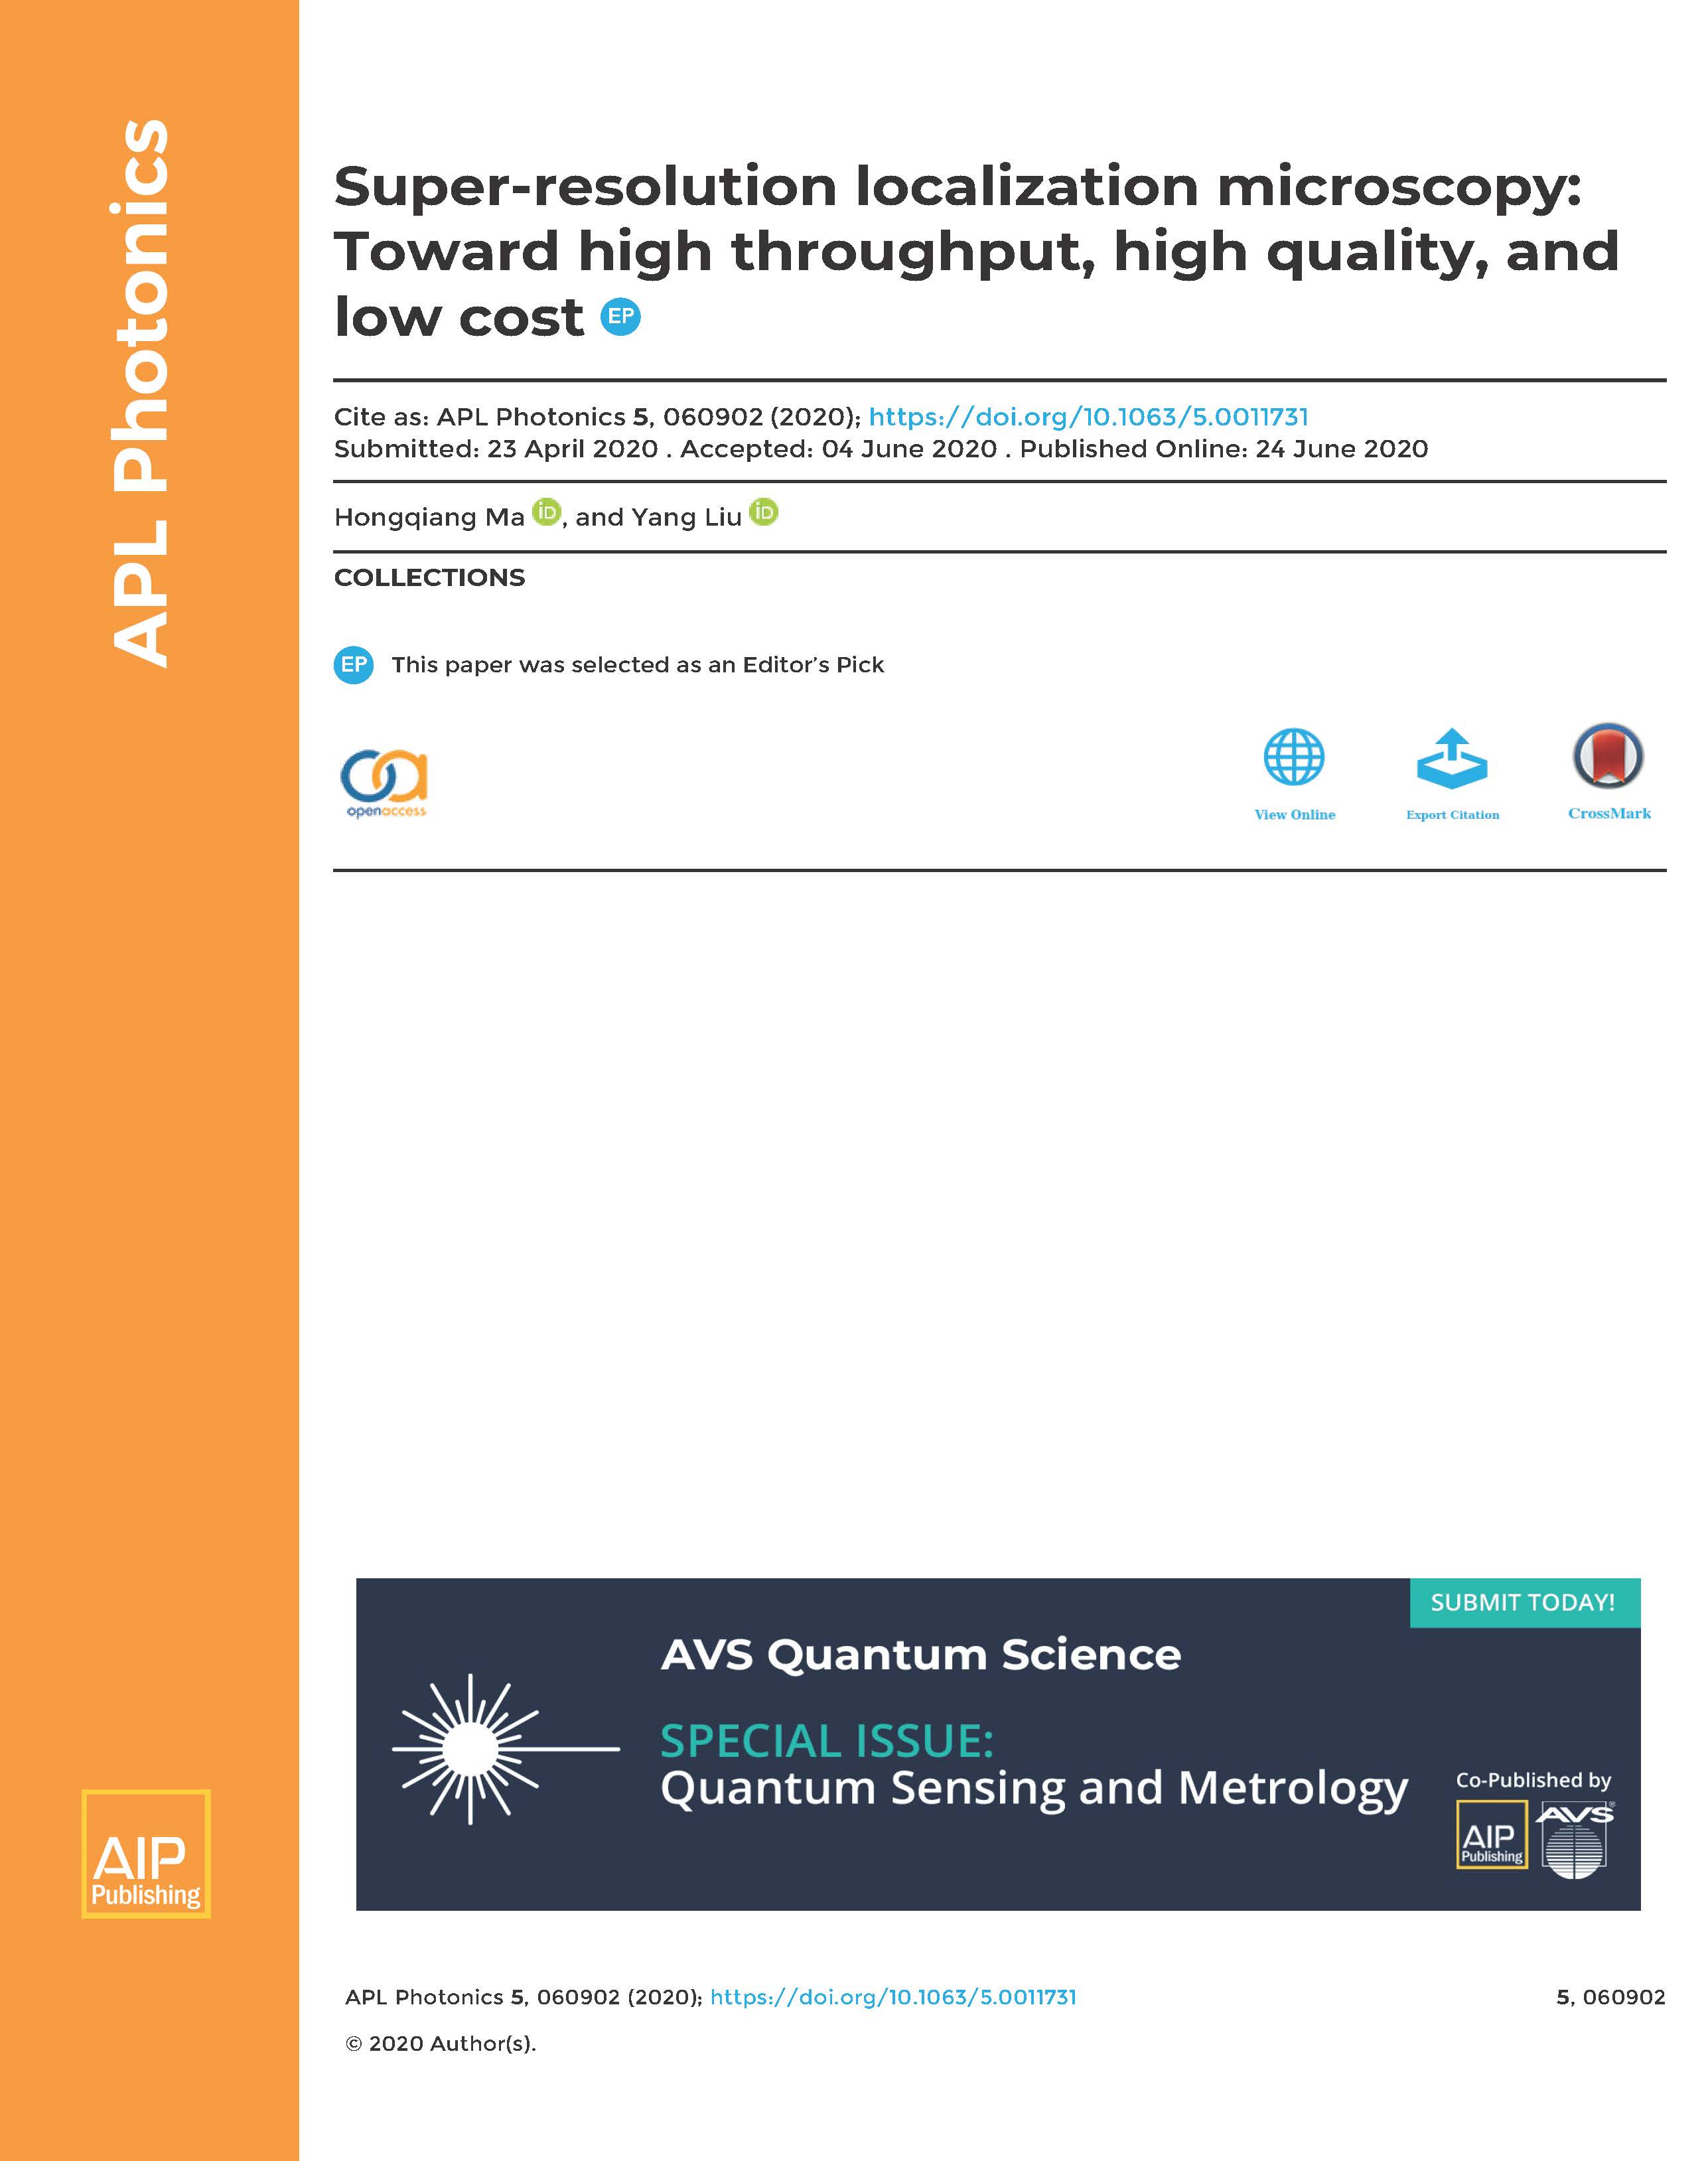 APL Photonics
Super-resolution localization microscopy:
Toward high throughput, high quality, and
low cost EP
Cite as: APL Photonics 5, 060902 (2020); https://doi.org/10.1063/5.0011731
Submitted: 23 April 2020 . Accepted: 04 June 2020 . Published Online: 24 June 2020
Hongqiang Ma iD, and Yang Liu iD
COLLECTIONS
EP This paper was selected as an Editor’s Pick
openaccess
View Online
Export Citation
CrossMark
SUBMIT TODAY!
AVS Quantum Science
SPECIAL ISSUE:
Quantum Sensing and Metrology
Co-Published by
AIP
Publishing
AVS®
AIP
Publishing
APL Photonics 5, 060902 (2020); https://doi.org/10.1063/5.0011731
5, 060902
© 2020 Author(s).